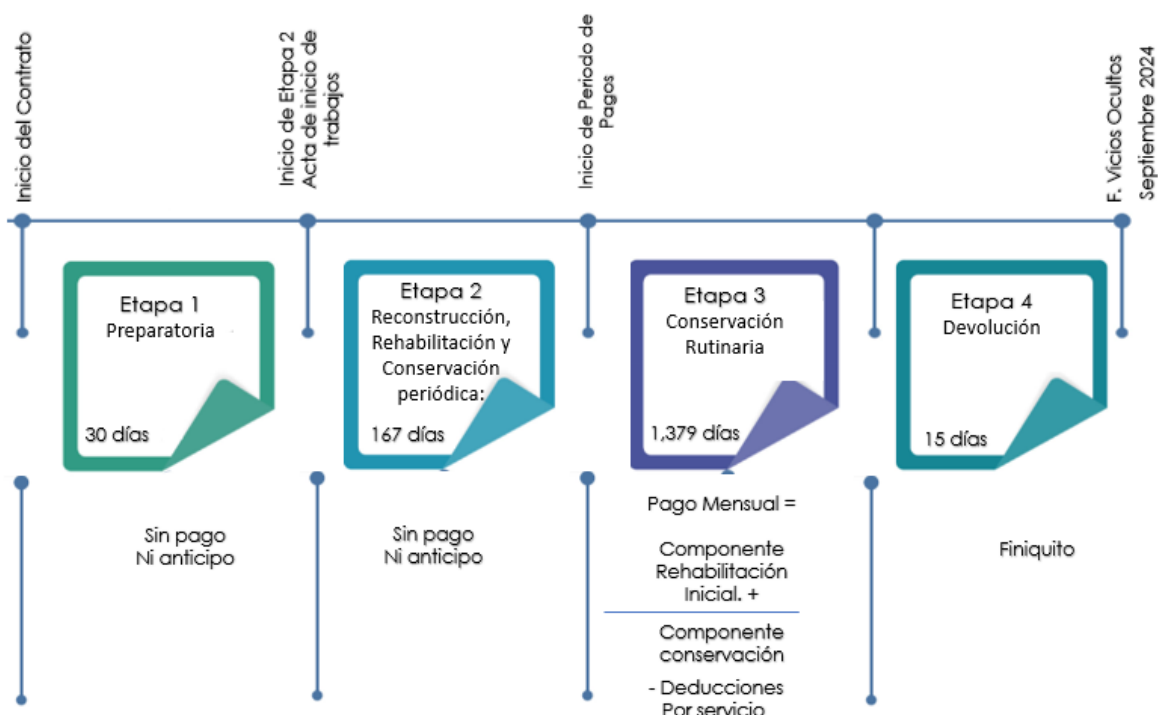 Inicio del Contrato
Inicio de Etapa 2
Acta de inicio de
trabajos
Inicio de Periodo de
Pagos
F. Vicios Ocultos
Septiembre 2024
Etapa 1
Preparatoria
30 días
Etapa 2
Reconstrucción,
Rehabilitación y
Conservación
periódica:
167 días
Etapa 3
Conservación
Rutinaria
1,379 días
Etapa 4
Devolución
15 días
Sin pago
Ni anticipo
Sin pago
Ni anticipo
Pago Mensual =
Componente
Rehabilitación
Inicial. +
Componente
conservación
- Deducciones
Por servicio
Finiquito